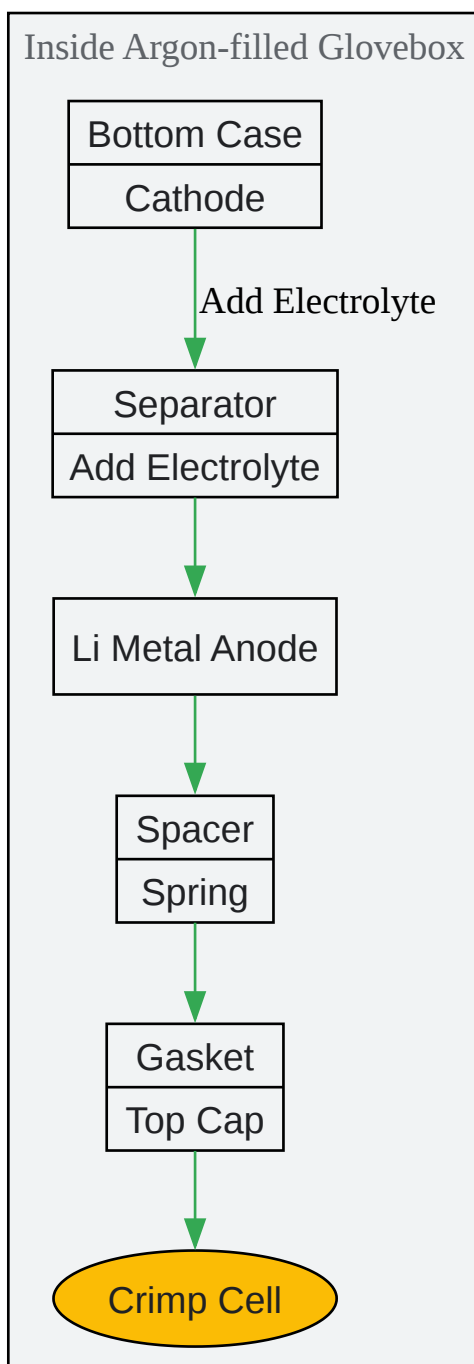 Inside Argon-filled Glovebox
Bottom Case
Cathode
Add Electrolyte
Separator
Add Electrolyte
Li Metal Anode
Spacer
Spring
Gasket
Top Cap
Crimp Cell